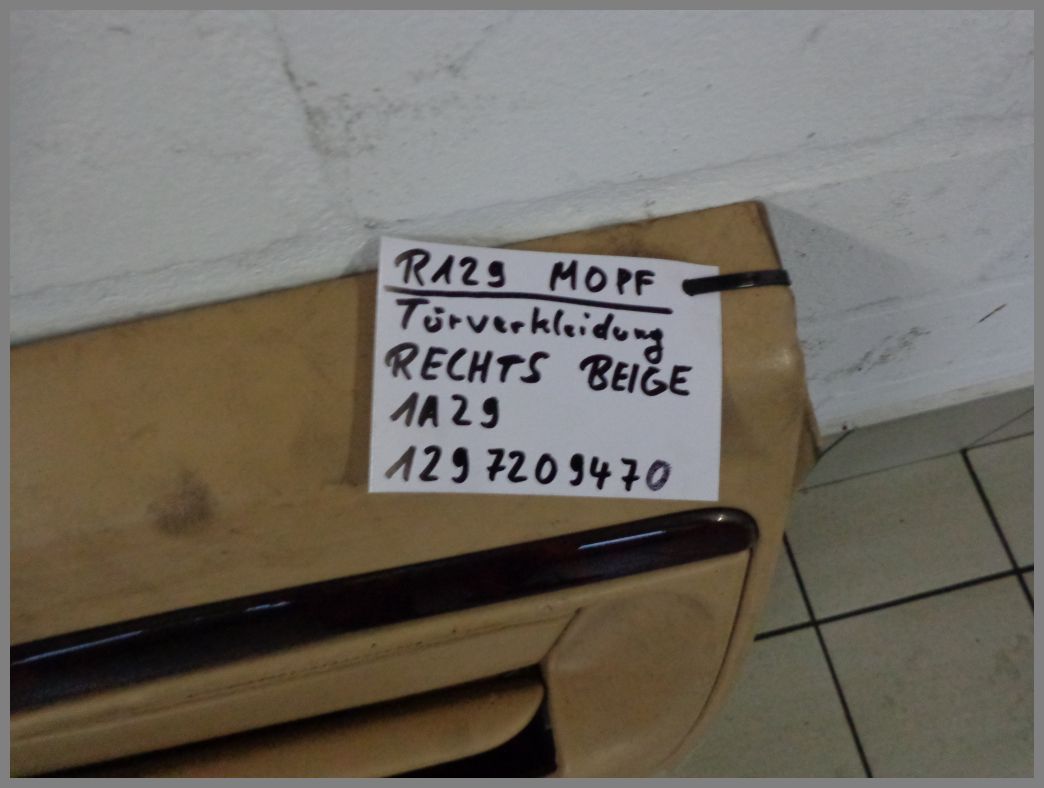 R129 MOPF
Türverkleidung
RECHTS BEIGE
1A29
1297209470